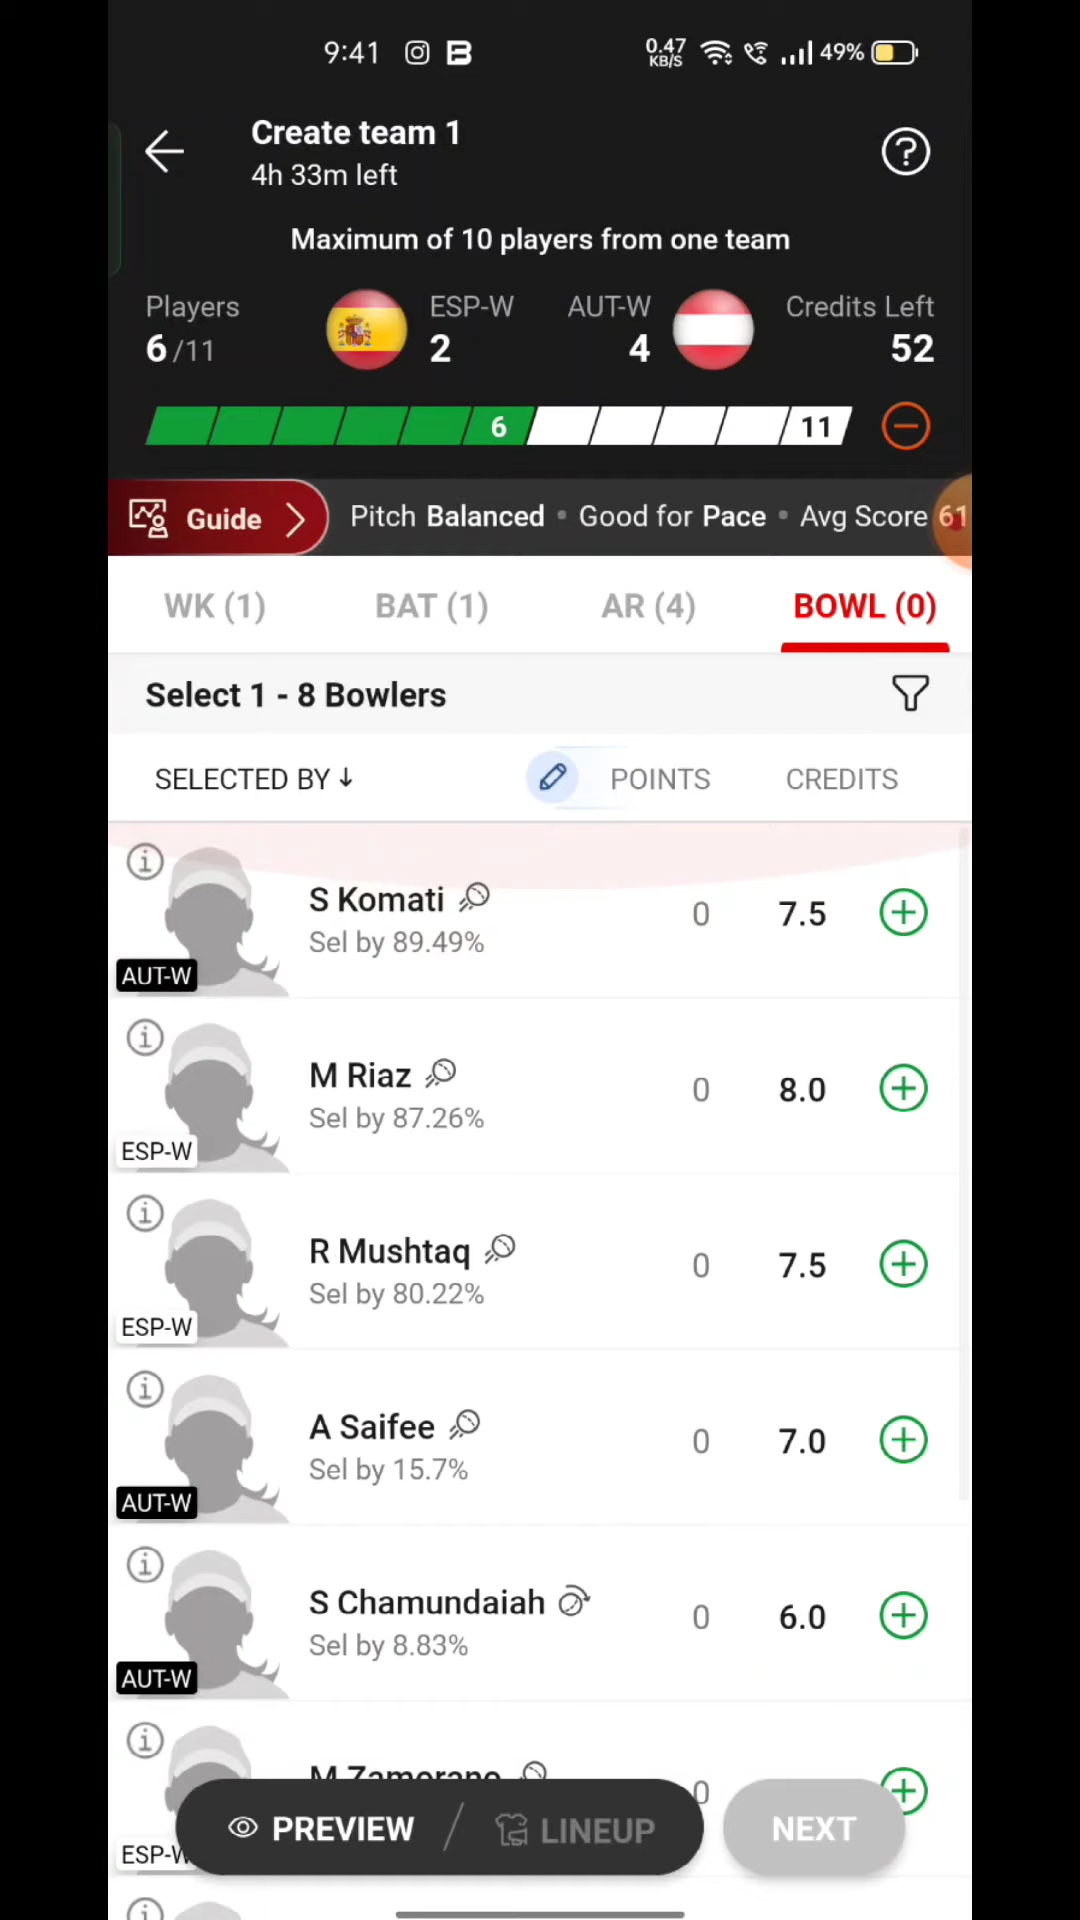 9:41
0.47 KB/S
49%
Create team 1
4h 33m left
Maximum of 10 players from one team
Players
6/11
ESP-W
2
AUT-W
4
Credits Left
52
6
11
Guide
Pitch Balanced • Good for Pace • Avg Score 61
WK (1)
BAT (1)
AR (4)
BOWL (0)
Select 1 - 8 Bowlers
SELECTED BY ↓
POINTS
CREDITS
S Komati
Sel by 89.49%
AUT-W
0
7.5
M Riaz
Sel by 87.26%
ESP-W
0
8.0
R Mushtaq
Sel by 80.22%
ESP-W
0
7.5
A Saifee
Sel by 15.7%
AUT-W
0
7.0
S Chamundaiah
Sel by 8.83%
AUT-W
0
6.0
M Zamorano
0
ESP-W
PREVIEW
LINEUP
NEXT